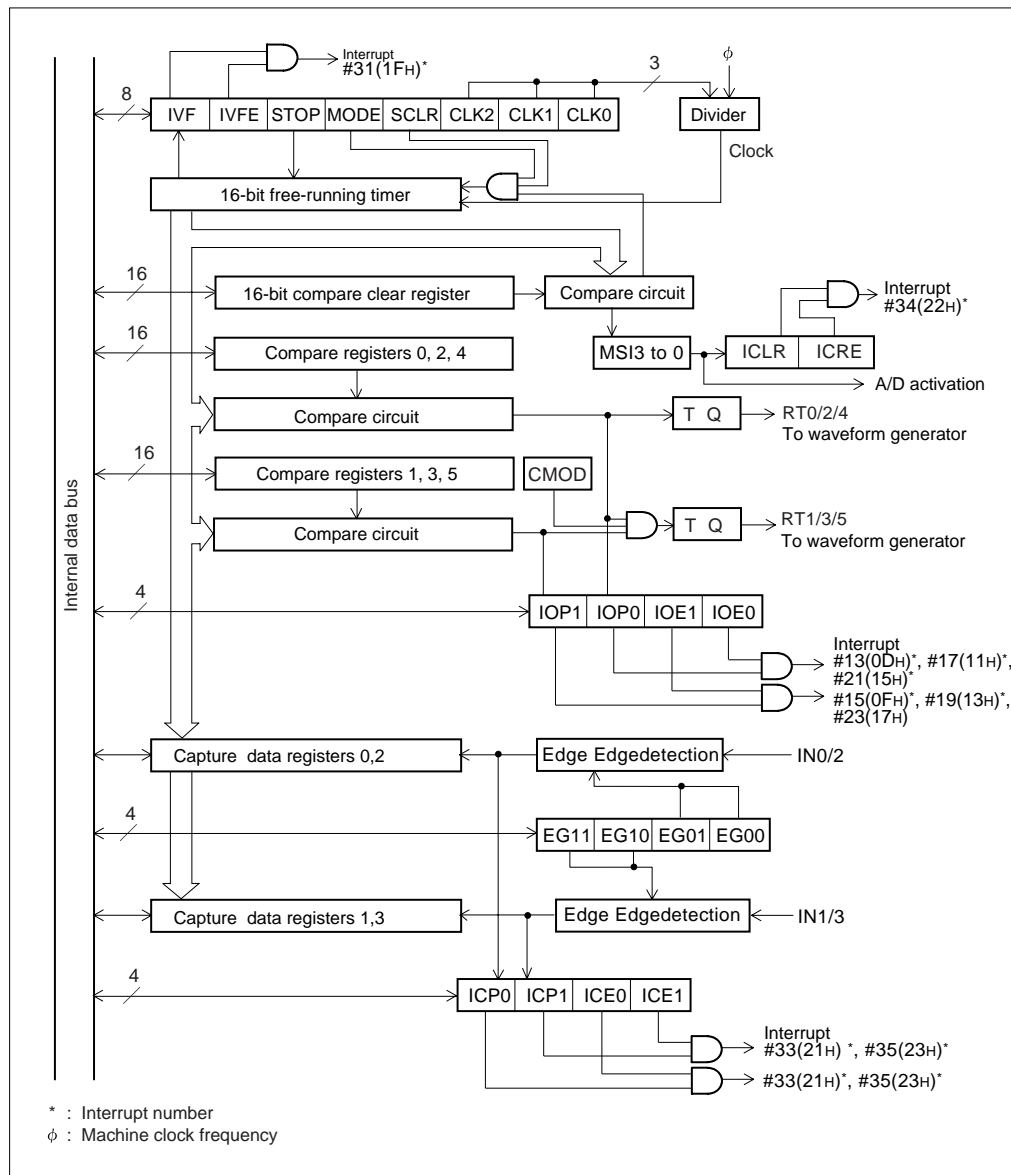 Interrupt
#31(1FH)*
3
ϕ
8
IVF IVFE STOP MODE SCLR CLK2 CLK1 CLK0
Divider
Clock
16-bit free-running timer
16
16-bit compare clear register
Compare circuit
Interrupt
#34(22H)*
16
Compare registers 0, 2, 4
MSI3 to 0
ICLR ICRE
A/D activation
Compare circuit
T Q
RT0/2/4
To waveform generator
16
Compare registers 1, 3, 5
CMOD
Compare circuit
T Q
RT1/3/5
To waveform generator
Internal data bus
4
IOP1 IOP0 IOE1 IOE0
Interrupt
#13(0DH)*, #17(11H)*,
#21(15H)*
#15(0FH)*, #19(13H)*,
#23(17H)
Capture data registers 0,2
Edge Edgedetection
IN0/2
4
EG11 EG10 EG01 EG00
Capture data registers 1,3
Edge Edgedetection
IN1/3
4
ICP0 ICP1 ICE0 ICE1
Interrupt
#33(21H) *, #35(23H)*
#33(21H)*, #35(23H)*
* : Interrupt number
ϕ : Machine clock frequency